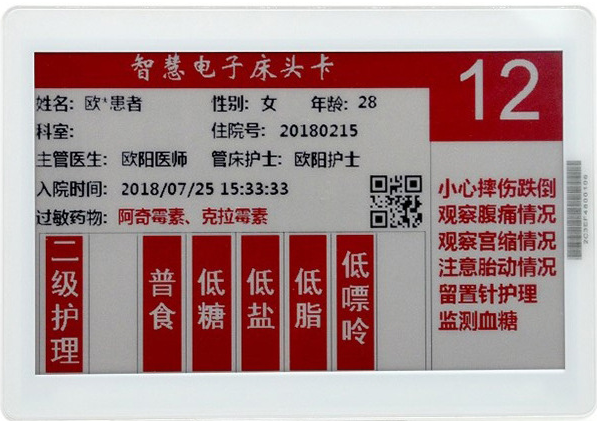 智慧电子床头卡
12
姓名: 欧*患者 性别: 女 年龄: 28
科室: 住院号: 20180215
主管医生: 欧阳医师 管床护士: 欧阳护士
入院时间: 2018/07/25 15:33:33
过敏药物: 阿奇霉素、克拉霉素
二级护理
普食
低糖
低盐
低脂
低嘌呤
小心摔伤跌倒
观察腹痛情况
观察宫缩情况
注意胎动情况
留置针护理
监测血糖